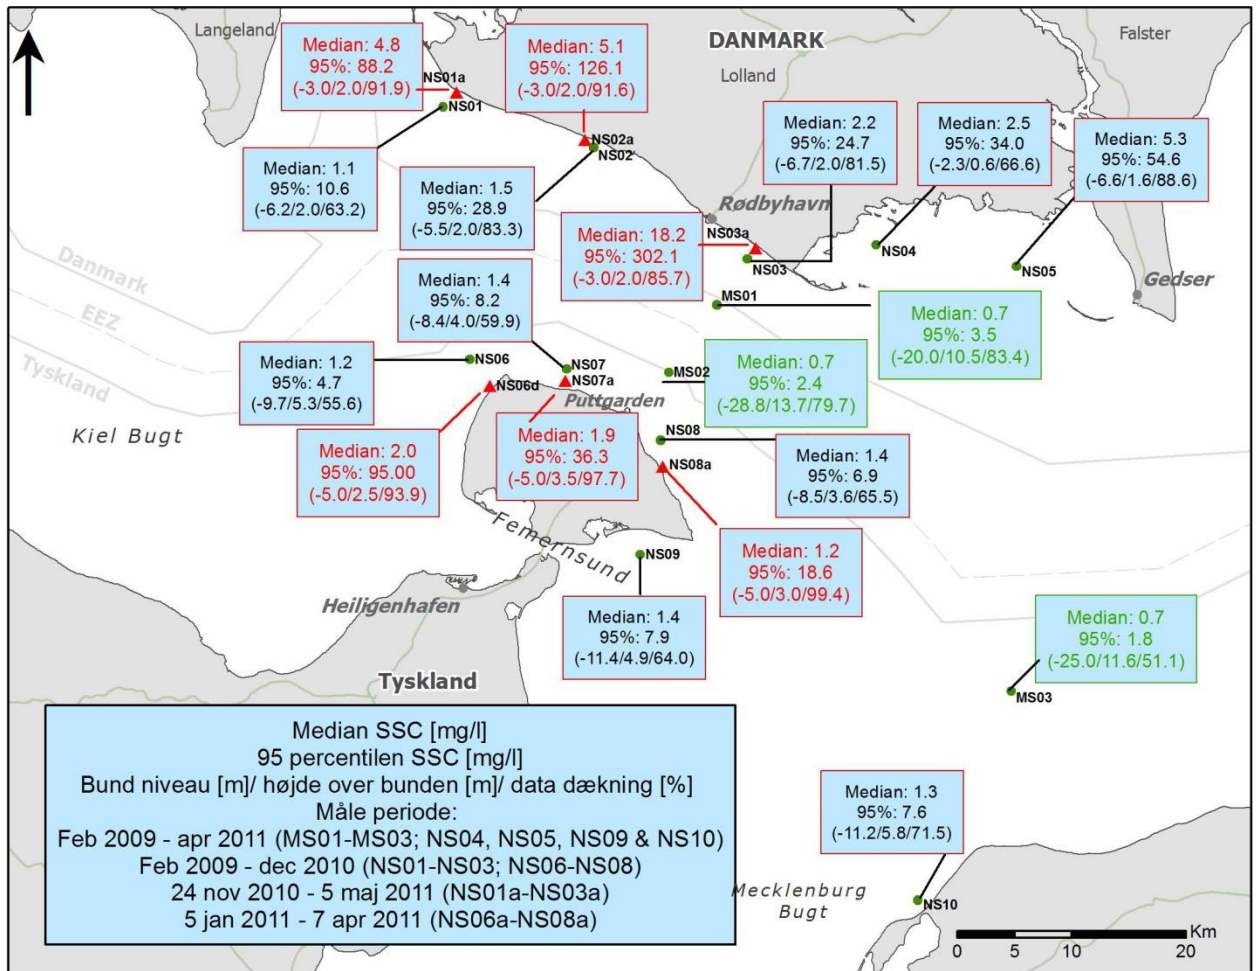 Langeland
DANMARK
Lolland
Falster
Median: 4.8
95%: 88.2
(-3.0/2.0/91.9)
Median: 5.1
95%: 126.1
(-3.0/2.0/91.6)
NS01a
NS01
NS02a
NS02
Median: 2.2
95%: 24.7
(-6.7/2.0/81.5)
Median: 2.5
95%: 34.0
(-2.3/0.6/66.6)
Median: 5.3
95%: 54.6
(-6.6/1.6/88.6)
Median: 1.1
95%: 10.6
(-6.2/2.0/63.2)
Median: 1.5
95%: 28.9
(-5.5/2.0/83.3)
Rødbyhavn
NS03a
NS03
NS04
NS05
Gedser
Median: 18.2
95%: 302.1
(-3.0/2.0/85.7)
Danmark
EEZ
Tyskland
Median: 1.4
95%: 8.2
(-8.4/4.0/59.9)
MS01
Median: 0.7
95%: 3.5
(-20.0/10.5/83.4)
Median: 1.2
95%: 4.7
(-9.7/5.3/55.6)
NS06
NS07
NS07a
NS06d
Puttgarden
MS02
Median: 0.7
95%: 2.4
(-28.8/13.7/79.7)
Kiel Bugt
Median: 2.0
95%: 95.00
(-5.0/2.5/93.9)
Median: 1.9
95%: 36.3
(-5.0/3.5/97.7)
NS08
NS08a
Median: 1.4
95%: 6.9
(-8.5/3.6/65.5)
Femernsund
NS09
Median: 1.2
95%: 18.6
(-5.0/3.0/99.4)
Heiligenhafen
Median: 1.4
95%: 7.9
(-11.4/4.9/64.0)
Median: 0.7
95%: 1.8
(-25.0/11.6/51.1)
MS03
Tyskland
Median SSC [mg/l]
95 percentilen SSC [mg/l]
Bund niveau [m]/ højde over bunden [m]/ data dækning [%]
Måle periode:
Feb 2009 - apr 2011 (MS01-MS03; NS04, NS05, NS09 & NS10)
Feb 2009 - dec 2010 (NS01-NS03; NS06-NS08)
24 nov 2010 - 5 maj 2011 (NS01a-NS03a)
5 jan 2011 - 7 apr 2011 (NS06a-NS08a)
Median: 1.3
95%: 7.6
(-11.2/5.8/71.5)
Mecklenburg
Bugt
NS10
Km
0 5 10 20